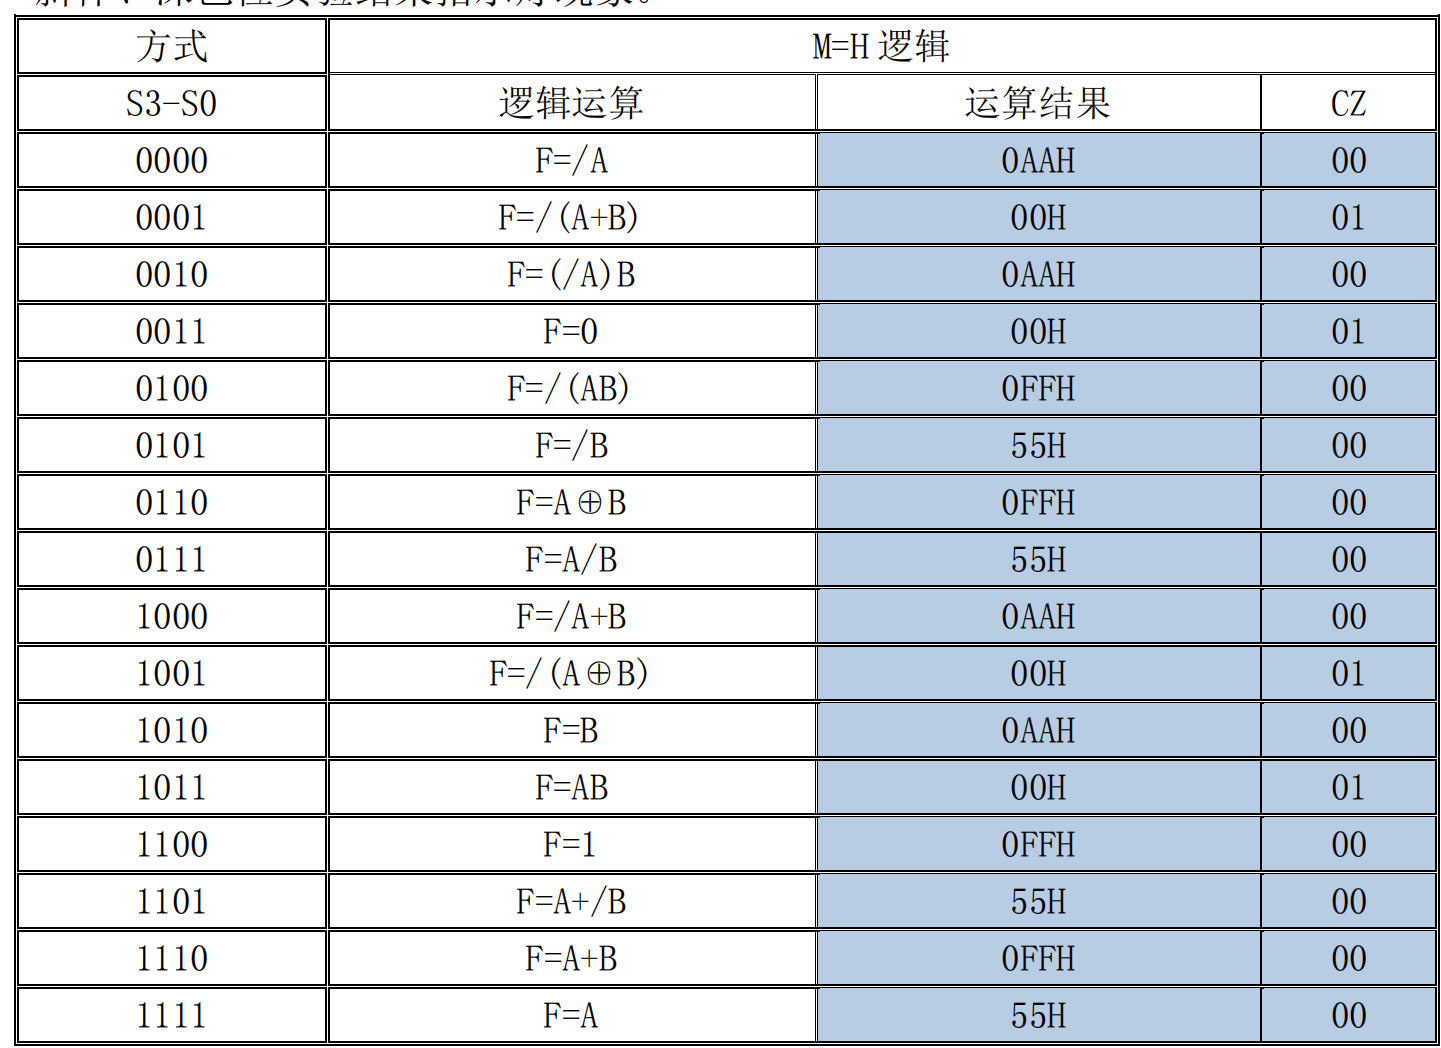 方式 M=H 逻辑
S3-S0 逻辑运算 运算结果 CZ
0000 F=/A 0AAH 00
0001 F=/(A+B) 00H 01
0010 F=(/A)B 0AAH 00
0011 F=0 00H 01
0100 F=/(AB) 0FFH 00
0101 F=/B 55H 00
0110 F=A⊕B 0FFH 00
0111 F=A/B 55H 00
1000 F=/A+B 0AAH 00
1001 F=/(A⊕B) 00H 01
1010 F=B 0AAH 00
1011 F=AB 00H 01
1100 F=1 0FFH 00
1101 F=A+/B 55H 00
1110 F=A+B 0FFH 00
1111 F=A 55H 00